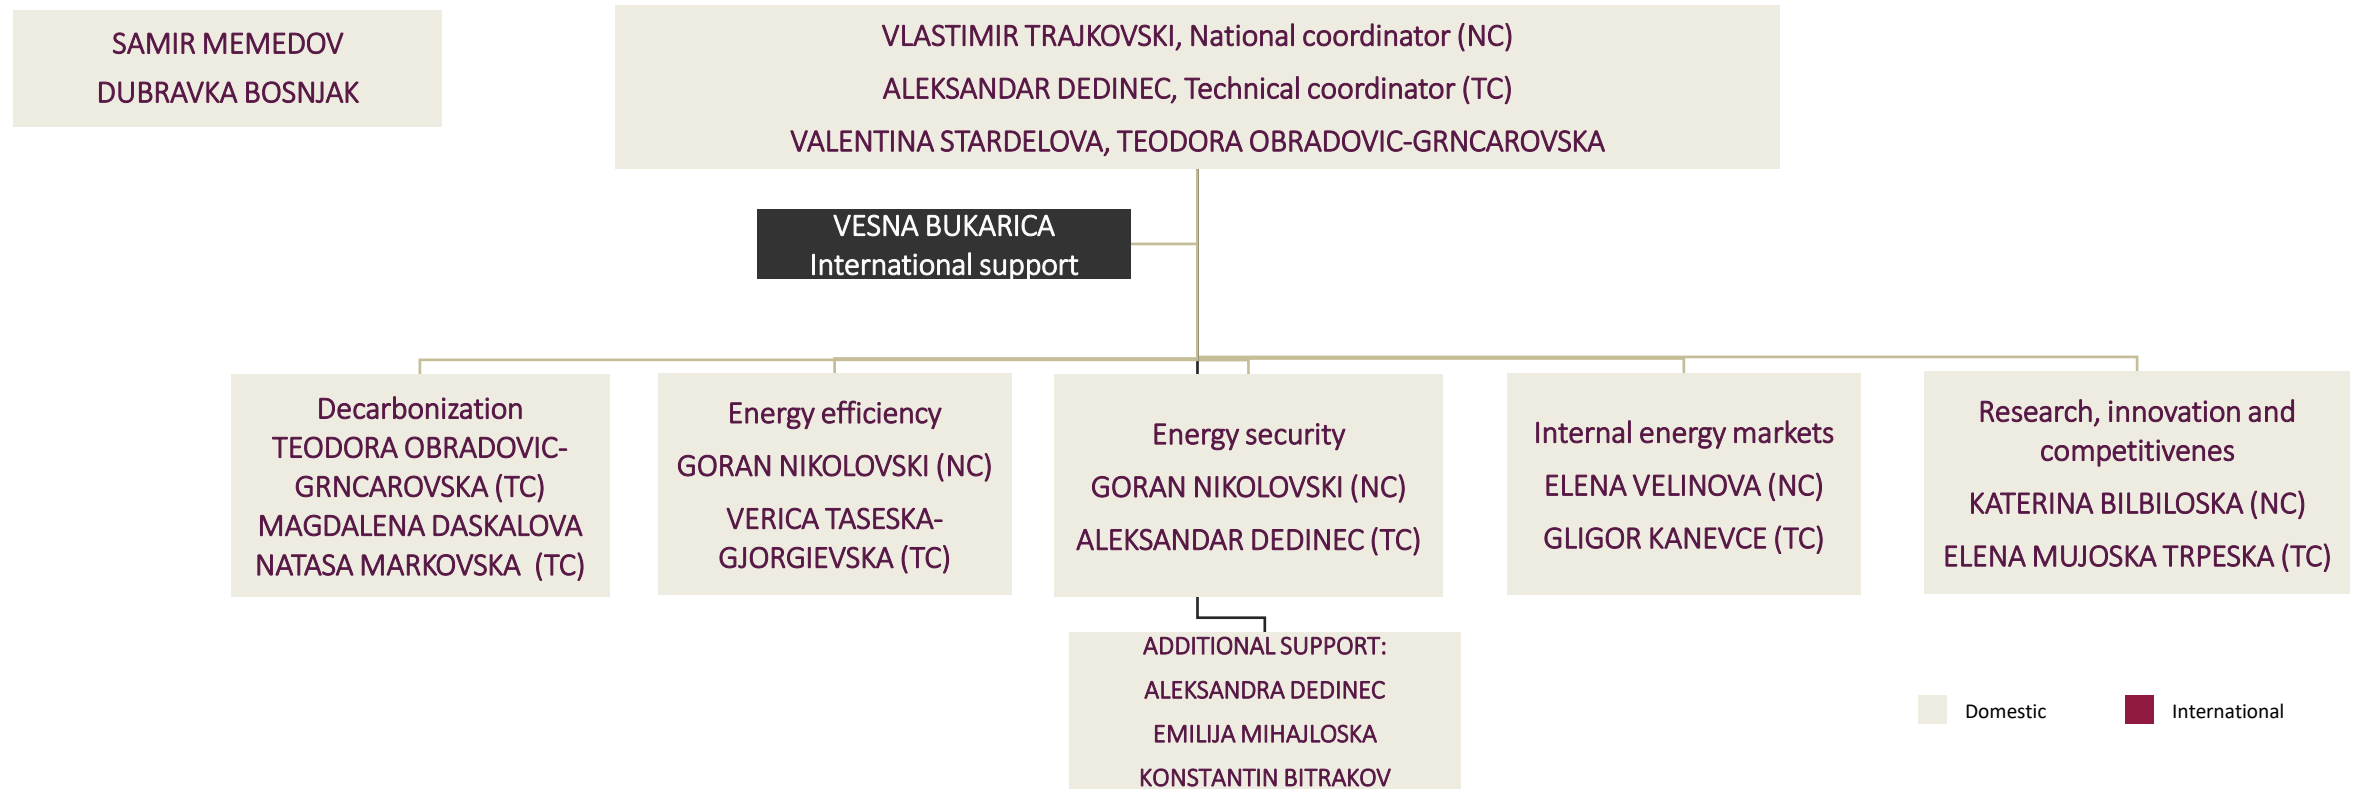 SAMIR MEMEDOV
DUBRAVKA BOSNJAK
VLASTIMIR TRAJKOVSKI, National coordinator (NC)
ALEKSANDAR DEDINEC, Technical coordinator (TC)
VALENTINA STARDELOVA, TEODORA OBRADOVIC-GRNCAROVSKA
VESNA BUKARICA
International support
Decarbonization
TEODORA OBRADOVIC-
GRNCAROVSKA (TC)
MAGDALENA DASKALOVA
NATASA MARKOVSKA  (TC)
Energy efficiency
GORAN NIKOLOVSKI (NC)
VERICA TASESKA-
GJORGIEVSKA (TC)
Energy security
GORAN NIKOLOVSKI (NC)
ALEKSANDAR DEDINEC (TC)
Internal energy markets
ELENA VELINOVA (NC)
GLIGOR KANEVCE (TC)
Research, innovation and
competitivenes
KATERINA BILBILOSKA (NC)
ELENA MUJOSKA TRPESKA (TC)
ADDITIONAL SUPPORT:
ALEKSANDRA DEDINEC
EMILIJA MIHAJLOSKA
KONSTANTIN BITRAKOV
Domestic
International